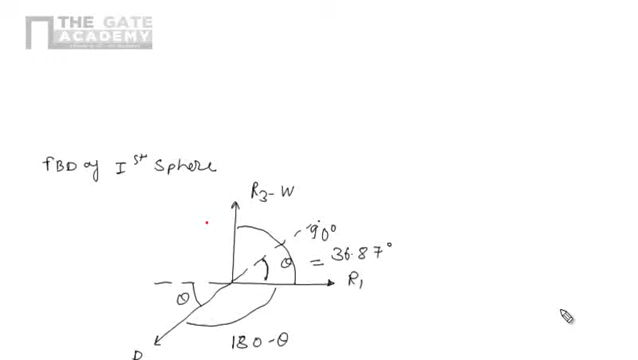 THE GATE
ACADEMY
FBD of Ist Sphere
R3-W
90°
θ = 36.87°
R1
θ
180-θ
R